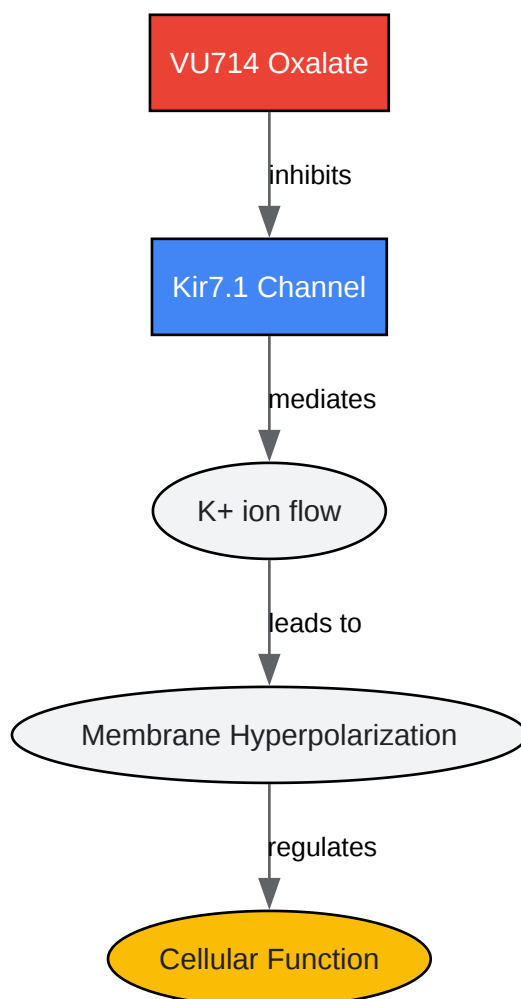 VU714 Oxalate
inhibits
Kir7.1 Channel
mediates
K+ ion flow
leads to
Membrane Hyperpolarization
regulates
Cellular Function